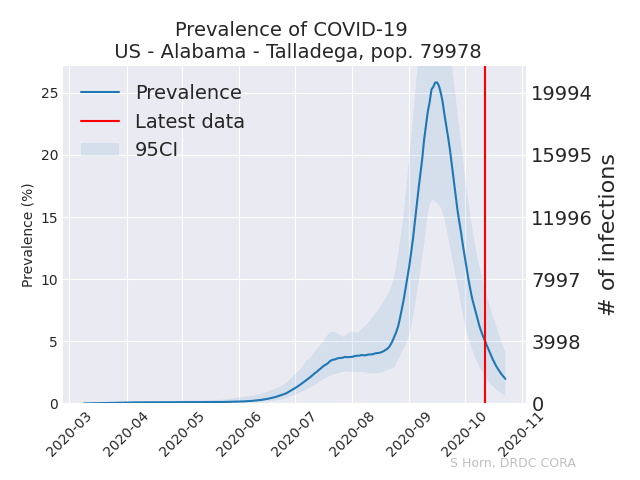 Prevalence of COVID-19
US - Alabama - Talladega, pop. 79978
Prevalence
Latest data
95CI
Prevalence (%)
25
20
15
10
5
0
19994
15995
11996
7997
3998
0
# of infections
2020-03
2020-04
2020-05
2020-06
2020-07
2020-08
2020-09
2020-10
2020-11
S Horn, DRDC CORA